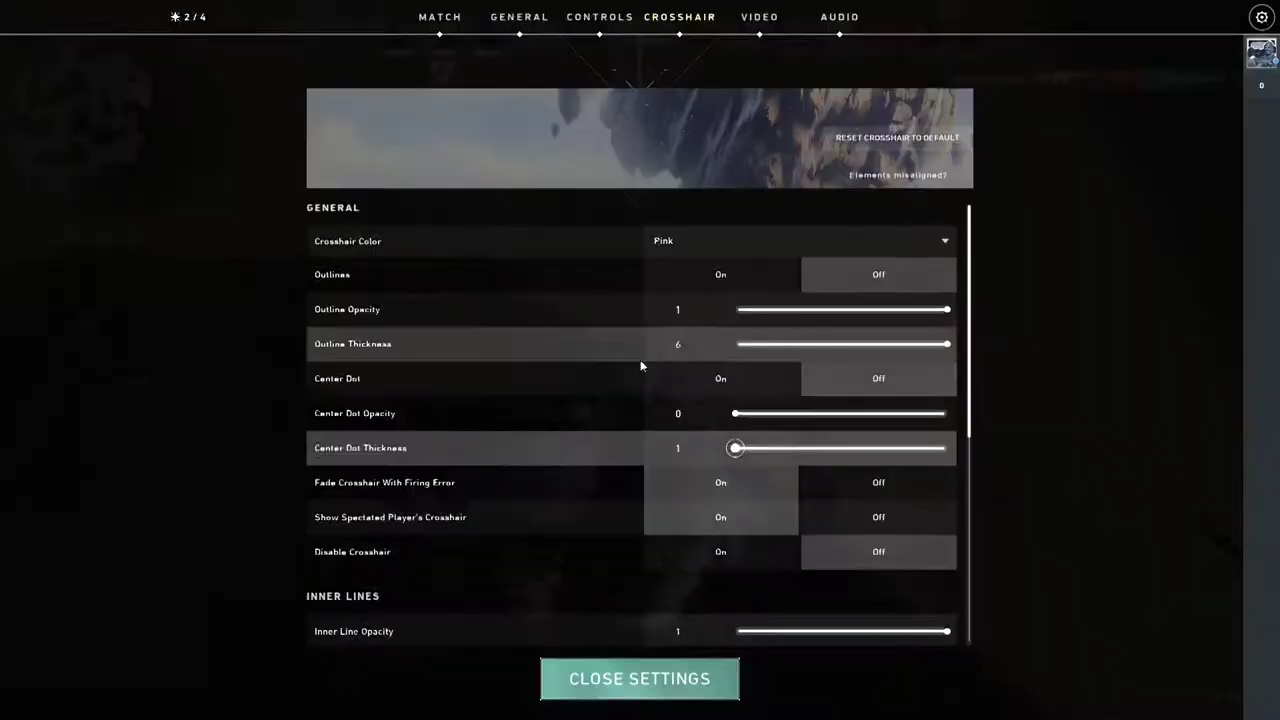 2 / 4
MATCH GENERAL CONTROLS CROSSHAIR VIDEO AUDIO
0
RESET CROSSHAIR TO DEFAULT
Elements misaligned?
GENERAL
Crosshair Color Pink
Outlines On Off
Outline Opacity 1
Outline Thickness 6
Center Dot On Off
Center Dot Opacity 0
Center Dot Thickness 1
Fade Crosshair With Firing Error On Off
Show Spectated Player's Crosshair On Off
Disable Crosshair On Off
INNER LINES
Inner Line Opacity 1
CLOSE SETTINGS